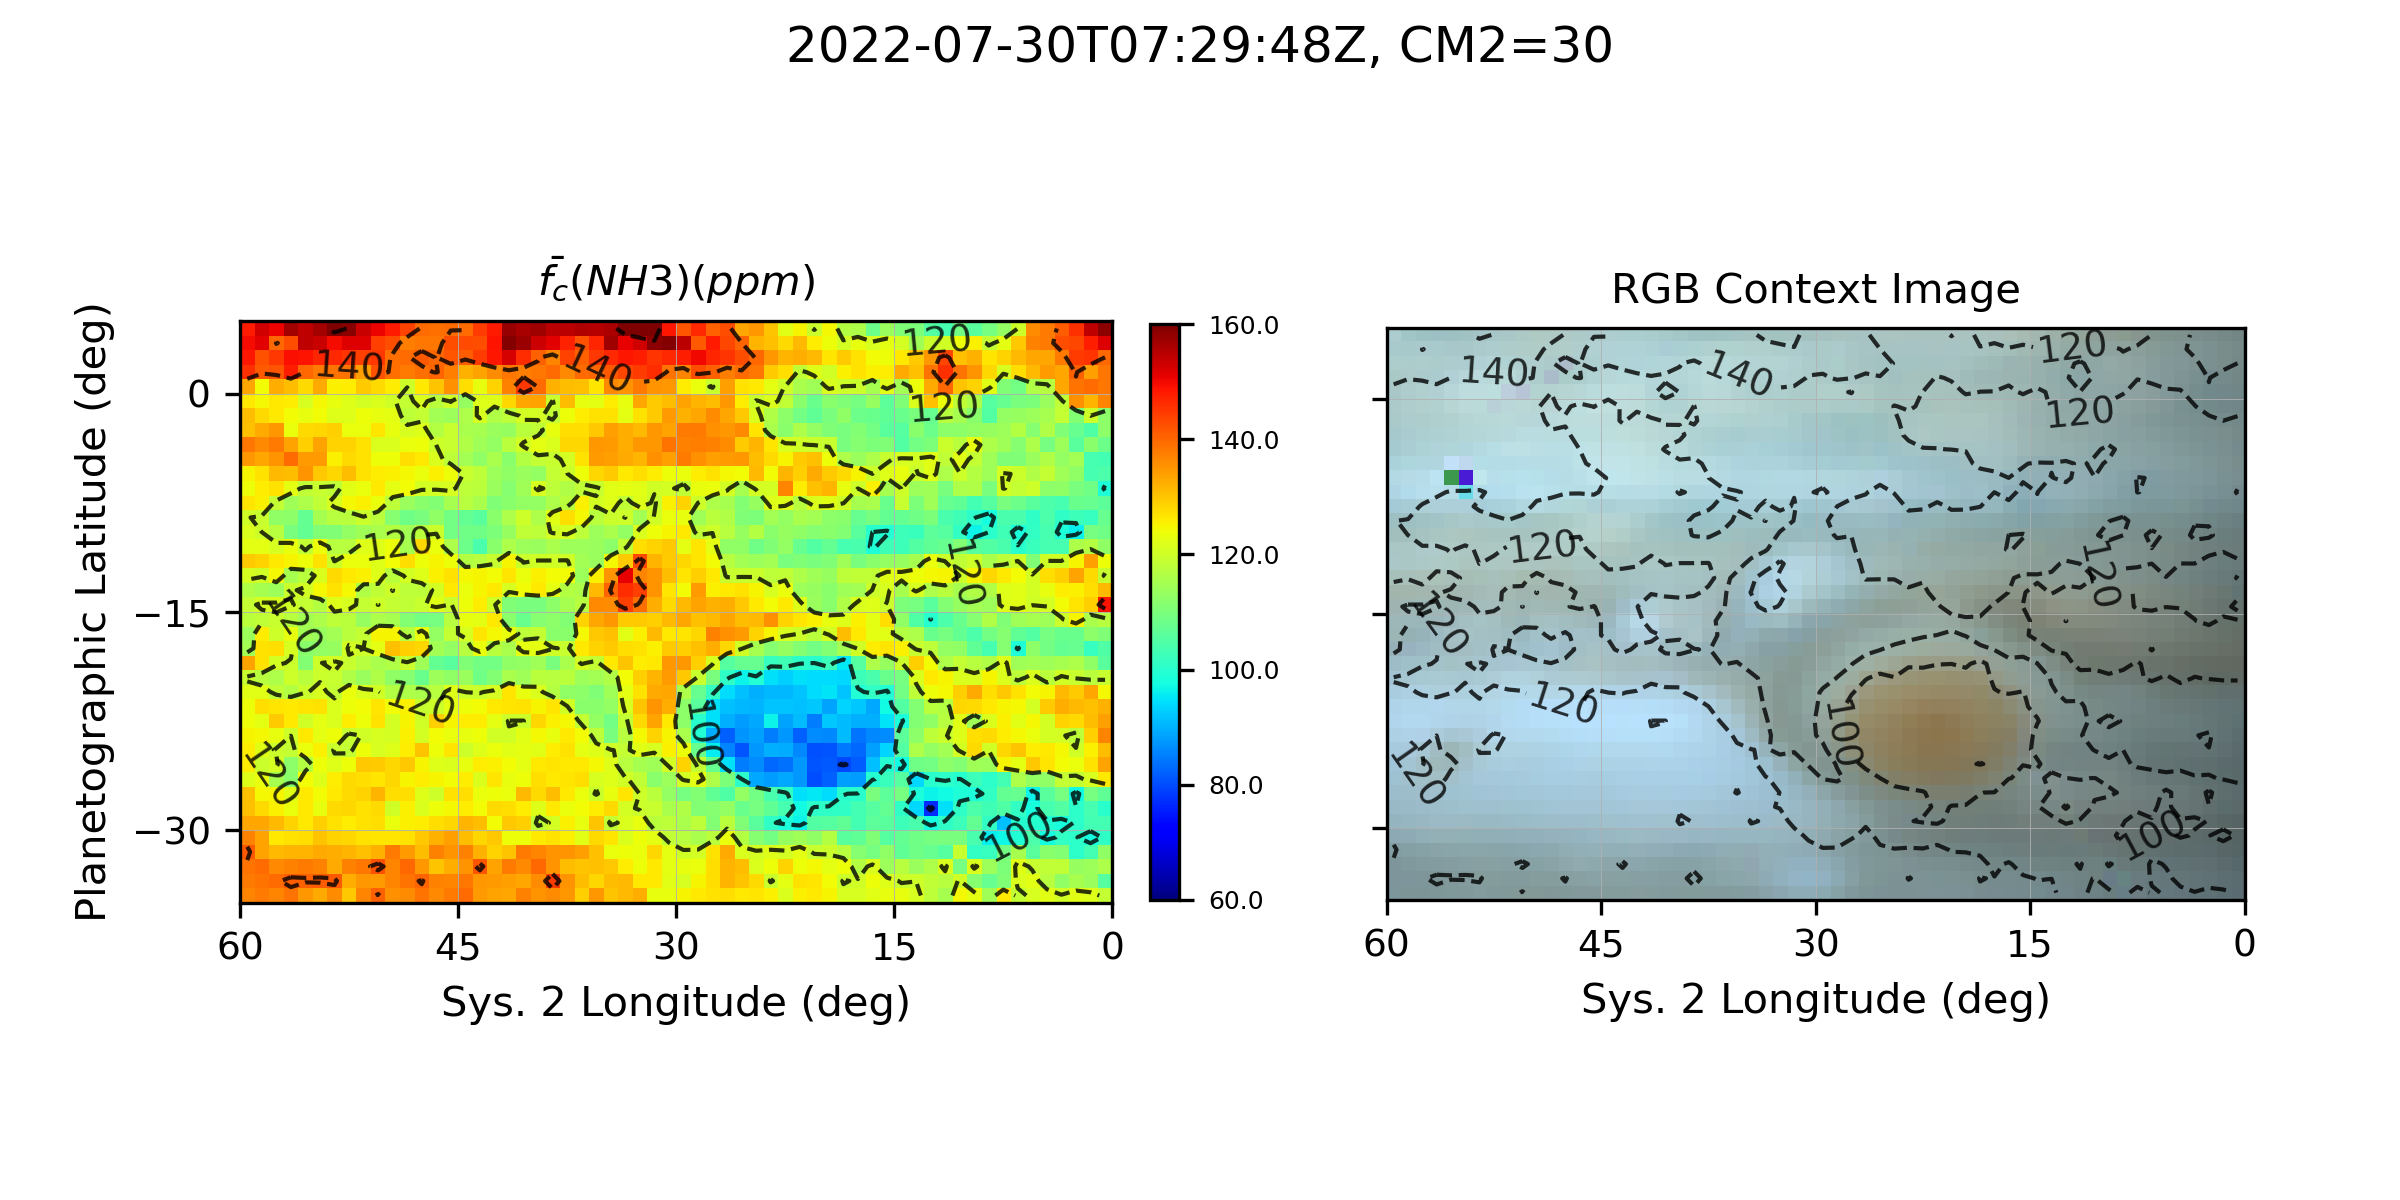 2022-07-30T07:29:48Z, CM2=30
f̄c(NH3)(ppm)
RGB Context Image
Planetographic Latitude (deg)
0
−15
−30
60 45 30 15 0
Sys. 2 Longitude (deg)
140 140 120
120
120 120
120
120
100
120
100
160.0
140.0
120.0
100.0
80.0
60.0
140 140 120
120
120 120
120
120
100
120
100
60 45 30 15 0
Sys. 2 Longitude (deg)